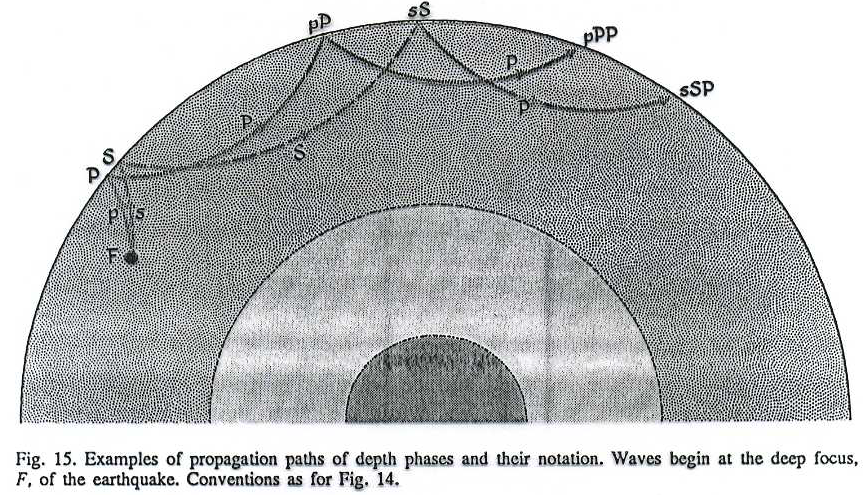 sS
pP
pPP
P
sSP
P
P
S
S
P
p
s
F
Fig. 15. Examples of propagation paths of depth phases and their notation. Waves begin at the deep focus,
F, of the earthquake. Conventions as for Fig. 14.